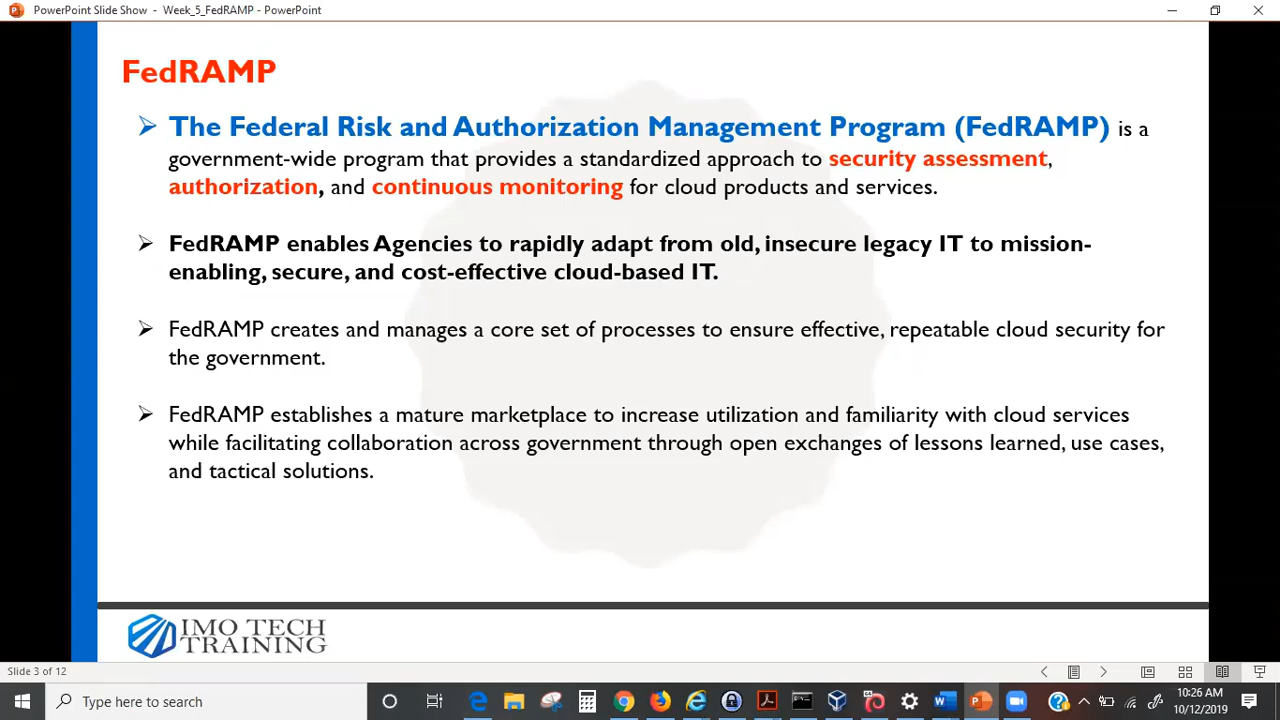 PowerPoint Slide Show - Week_5_FedRAMP - PowerPoint
FedRAMP
The Federal Risk and Authorization Management Program (FedRAMP) is a
government-wide program that provides a standardized approach to security assessment,
authorization, and continuous monitoring for cloud products and services.
FedRAMP enables Agencies to rapidly adapt from old, insecure legacy IT to mission-
enabling, secure, and cost-effective cloud-based IT.
FedRAMP creates and manages a core set of processes to ensure effective, repeatable cloud security for
the government.
FedRAMP establishes a mature marketplace to increase utilization and familiarity with cloud services
while facilitating collaboration across government through open exchanges of lessons learned, use cases,
and tactical solutions.
IMO TECH
TRAINING
Slide 3 of 12
Type here to search
10:26 AM
10/12/2019